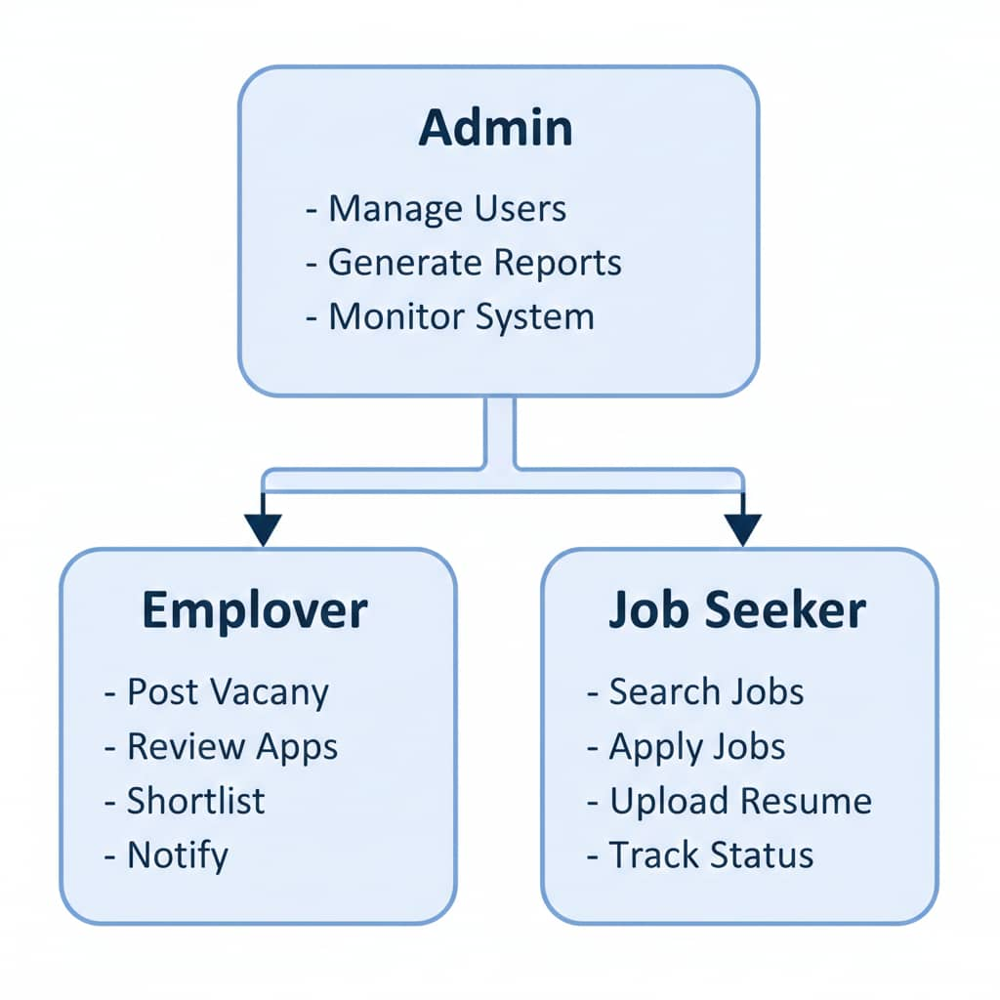 Admin
- Manage Users
- Generate Reports
- Monitor System
Emplover
- Post Vacany
- Review Apps
- Shortlist
- Notify
Job Seeker
- Search Jobs
- Apply Jobs
- Upload Resume
- Track Status